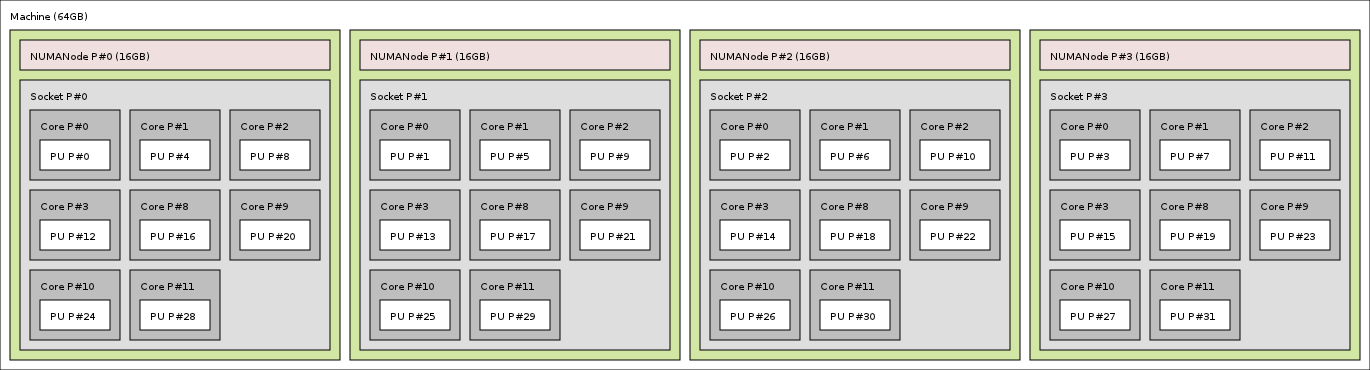 Machine (64GB)
NUMANode P#0 (16GB)
Socket P#0
Core P#0
PU P#0
Core P#1
PU P#4
Core P#2
PU P#8
Core P#3
PU P#12
Core P#8
PU P#16
Core P#9
PU P#20
Core P#10
PU P#24
Core P#11
PU P#28
NUMANode P#1 (16GB)
Socket P#1
Core P#0
PU P#1
Core P#1
PU P#5
Core P#2
PU P#9
Core P#3
PU P#13
Core P#8
PU P#17
Core P#9
PU P#21
Core P#10
PU P#25
Core P#11
PU P#29
NUMANode P#2 (16GB)
Socket P#2
Core P#0
PU P#2
Core P#1
PU P#6
Core P#2
PU P#10
Core P#3
PU P#14
Core P#8
PU P#18
Core P#9
PU P#22
Core P#10
PU P#26
Core P#11
PU P#30
NUMANode P#3 (16GB)
Socket P#3
Core P#0
PU P#3
Core P#1
PU P#7
Core P#2
PU P#11
Core P#3
PU P#15
Core P#8
PU P#19
Core P#9
PU P#23
Core P#10
PU P#27
Core P#11
PU P#31